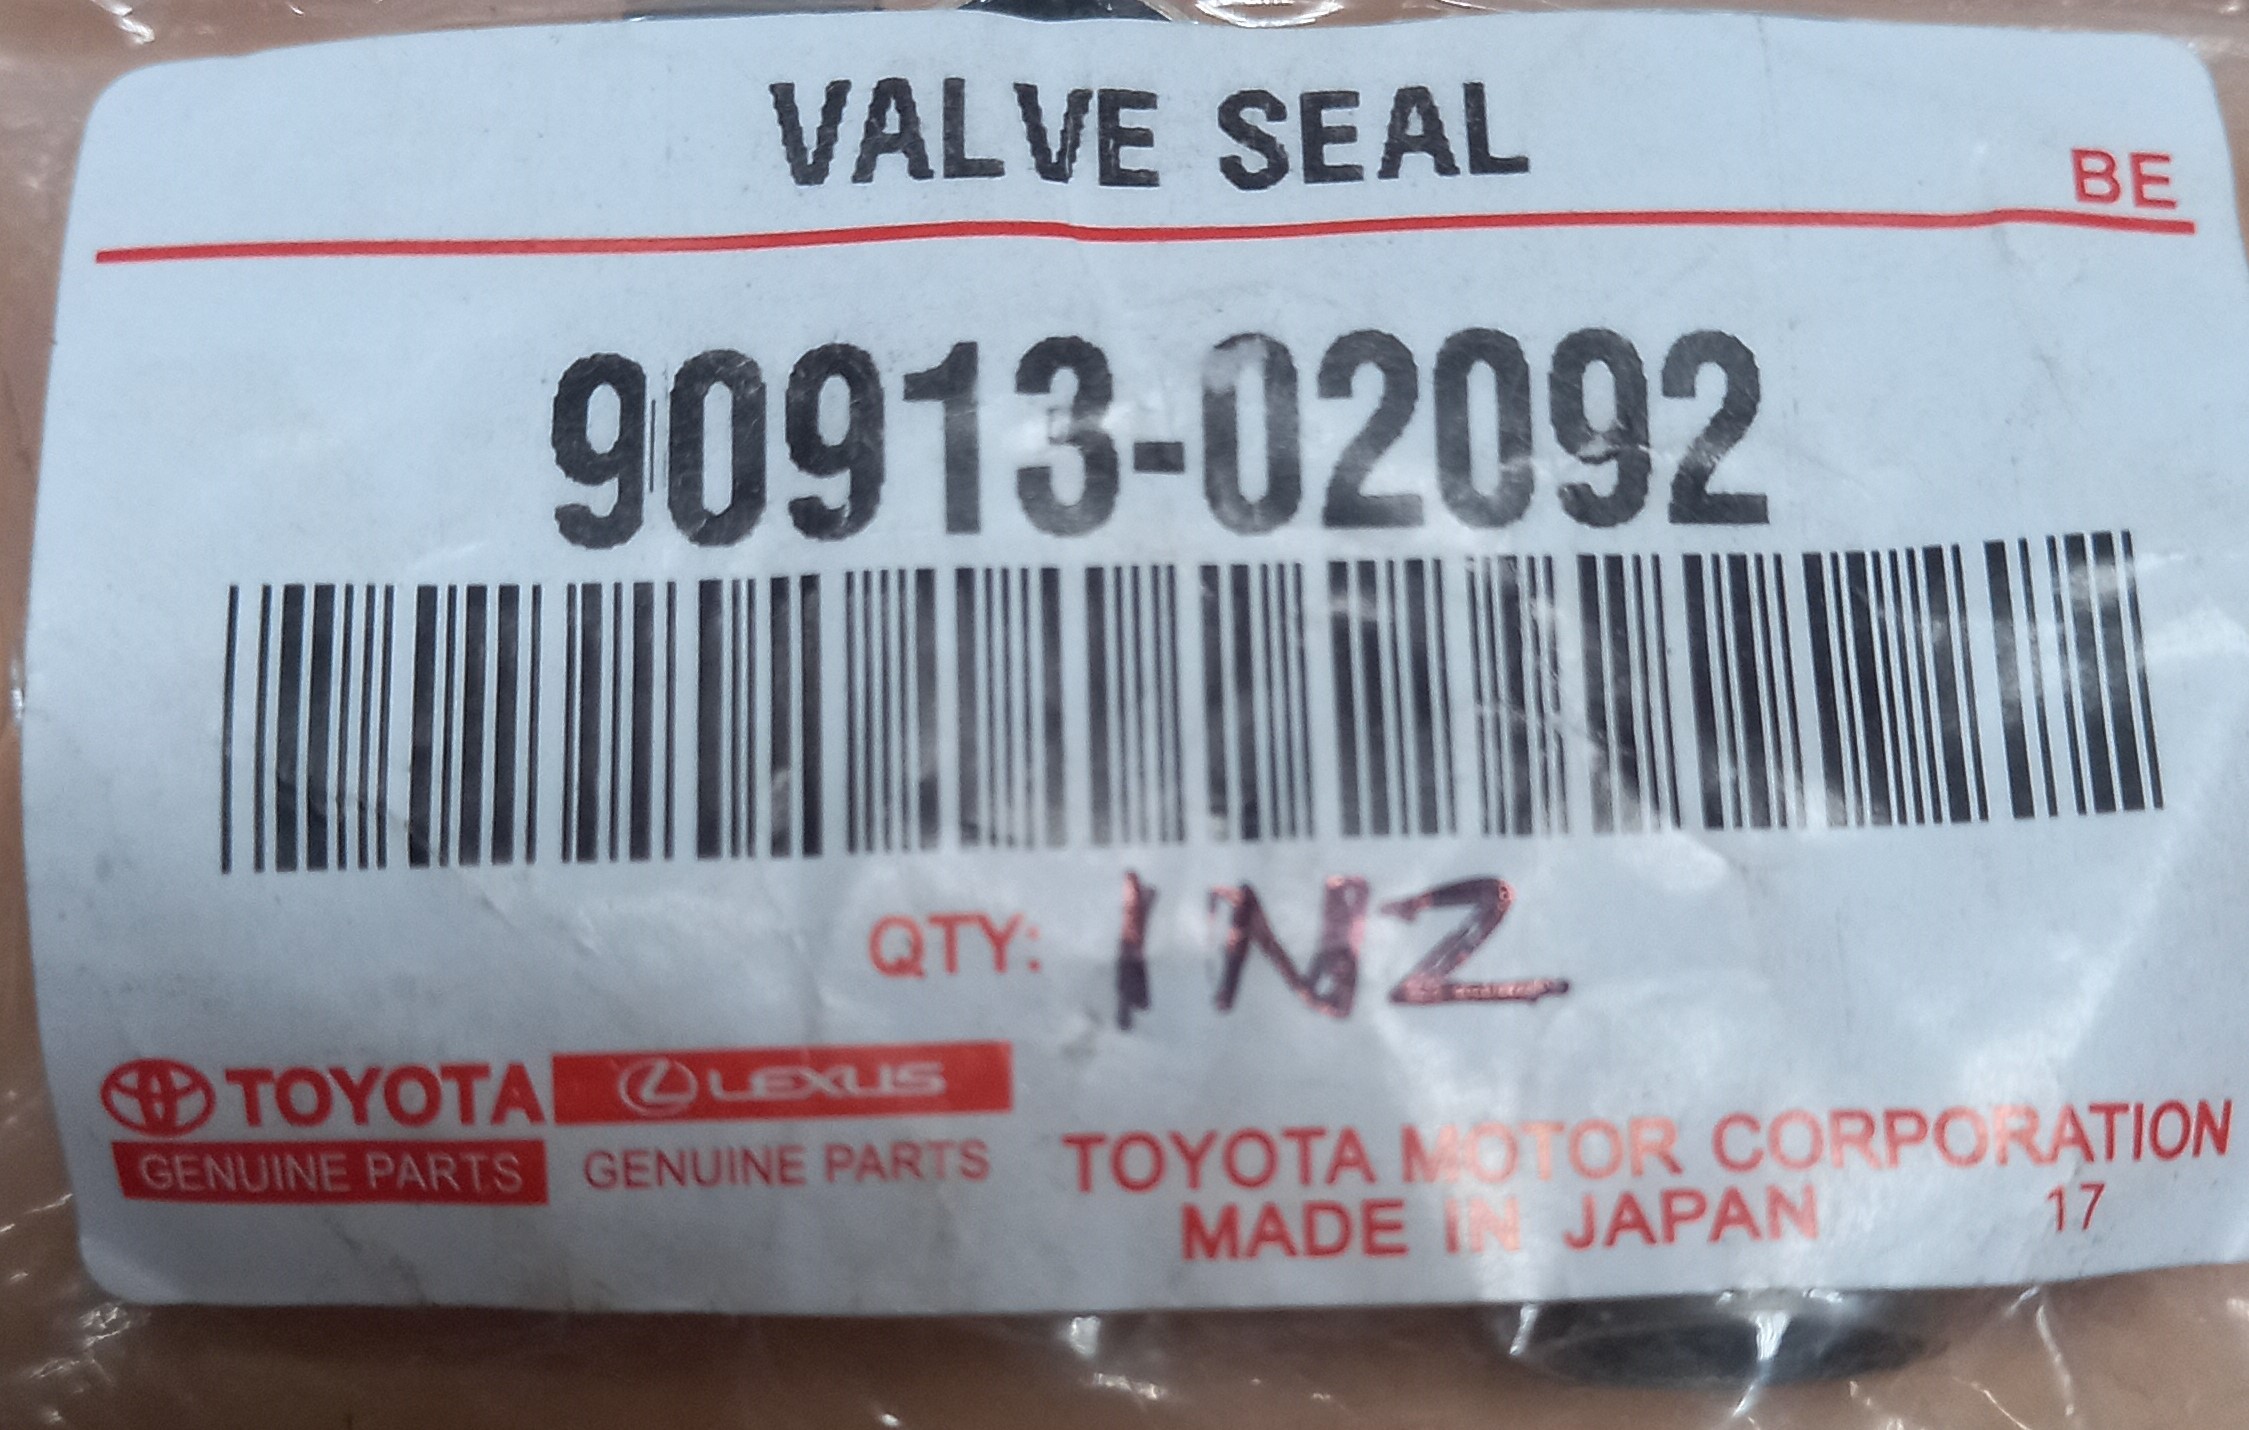 VALVE SEAL
BE
90913-02092
QTY: 1NZ
TOYOTA LEXUS
GENUINE PARTS GENUINE PARTS
TOYOTA MOTOR CORPORATION
MADE IN JAPAN 17